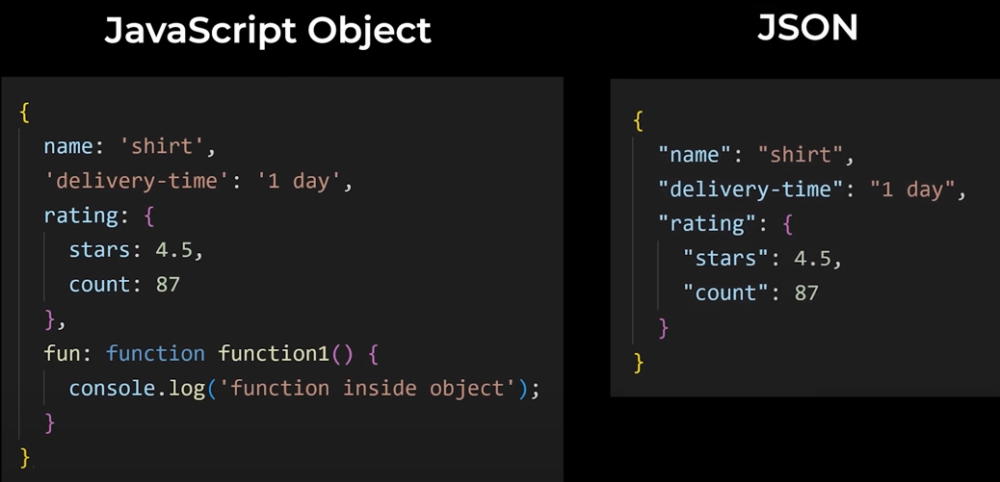 JavaScript Object
{
  name: 'shirt',
  'delivery-time': '1 day',
  rating: {
    stars: 4.5,
    count: 87
  },
  fun: function function1() {
    console.log('function inside object');
  }
}
JSON
{
  "name": "shirt",
  "delivery-time": "1 day",
  "rating": {
    "stars": 4.5,
    "count": 87
  }
}